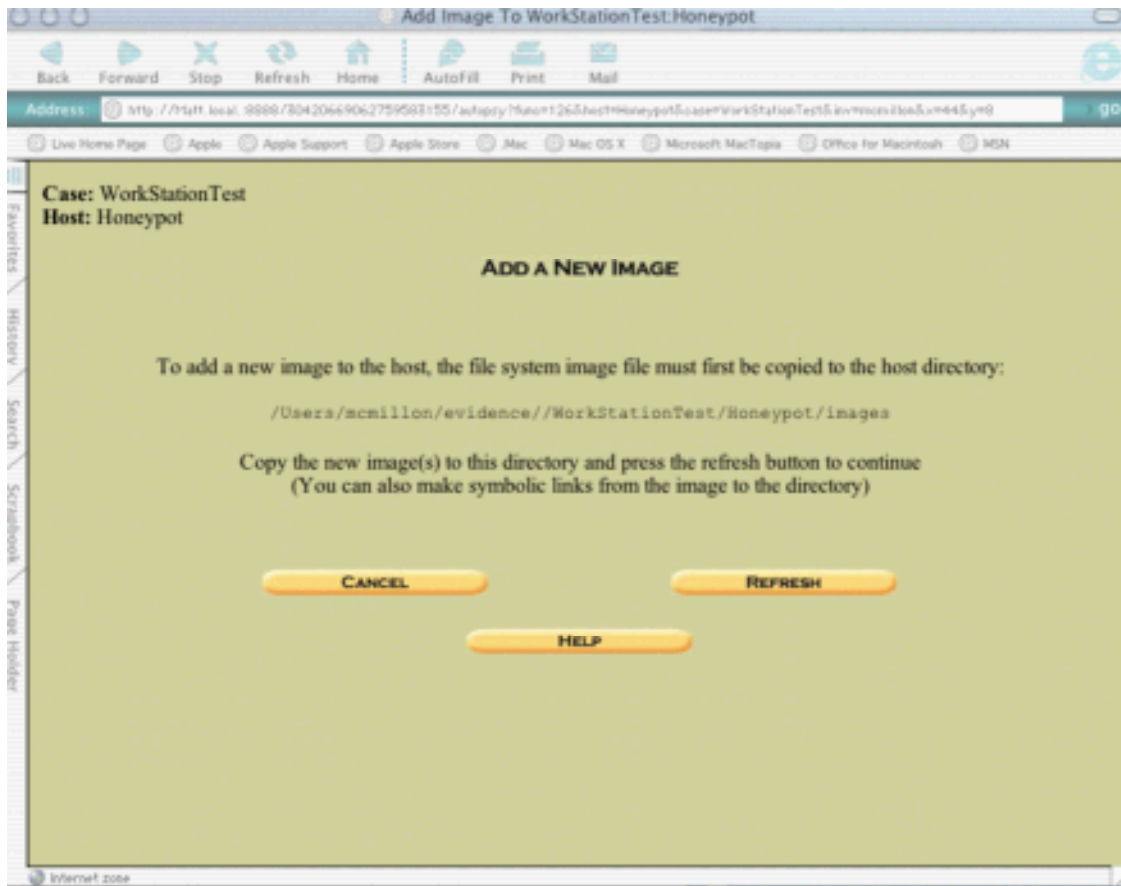 Add Image To WorkStationTest:Honeypot
Back Forward Stop Refresh Home AutoFill Print Mail
Address: go
Live Home Page Apple Apple Support Apple Store .Mac Mac OS X Microsoft MacTopia Office for Macintosh MSN
Favorites
History
Search
Scrapbook
Page Holder
Case: WorkStationTest
Host: Honeypot
ADD A NEW IMAGE
To add a new image to the host, the file system image file must first be copied to the host directory:
/Users/mcmillon/evidence//WorkStationTest/Honeypot/images
Copy the new image(s) to this directory and press the refresh button to continue
(You can also make symbolic links from the image to the directory)
CANCEL REFRESH
HELP
Internet zone